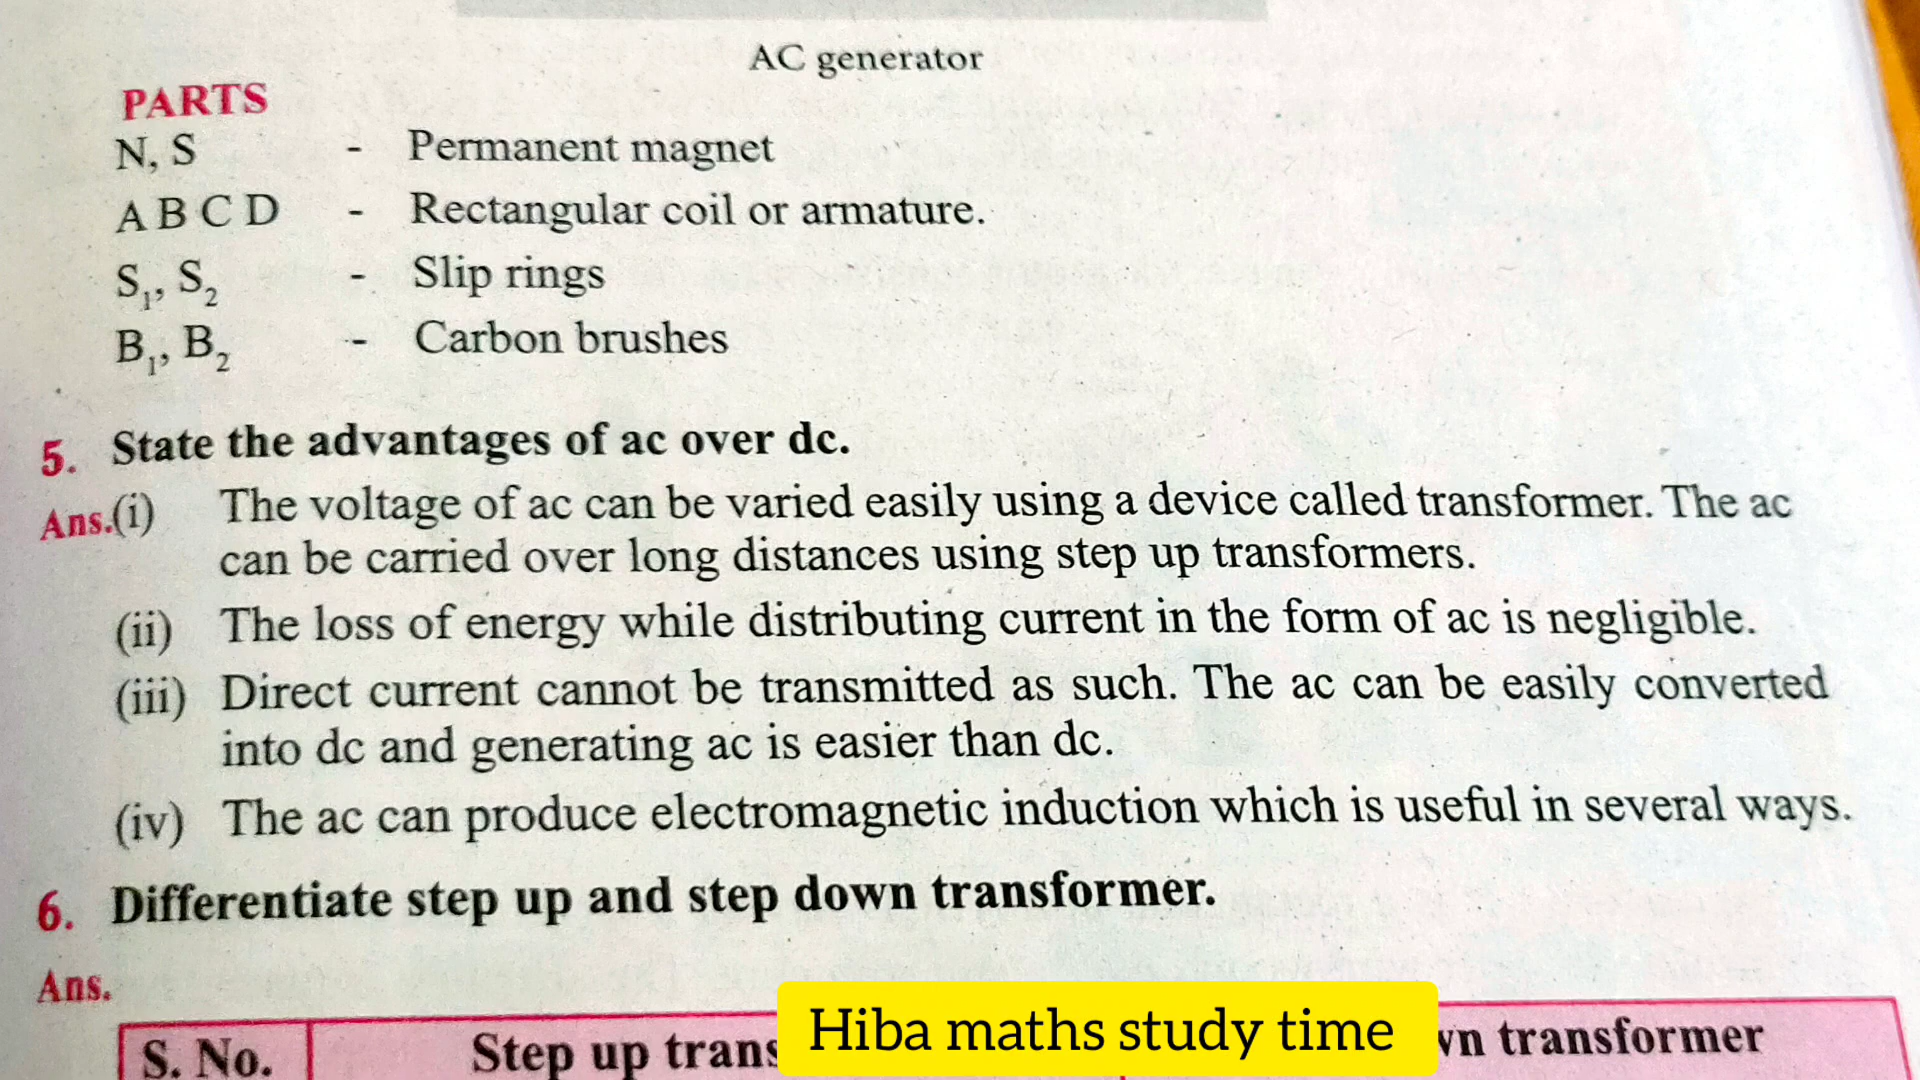 AC generator
PARTS
N, S - Permanent magnet
A B C D - Rectangular coil or armature.
S₁, S₂ - Slip rings
B₁, B₂ - Carbon brushes
5. State the advantages of ac over dc.
Ans.(i) The voltage of ac can be varied easily using a device called transformer. The ac
can be carried over long distances using step up transformers.
(ii) The loss of energy while distributing current in the form of ac is negligible.
(iii) Direct current cannot be transmitted as such. The ac can be easily converted
into dc and generating ac is easier than dc.
(iv) The ac can produce electromagnetic induction which is useful in several ways.
6. Differentiate step up and step down transformer.
Ans.
S. No. Step up trans vn transformer
Hiba maths study time